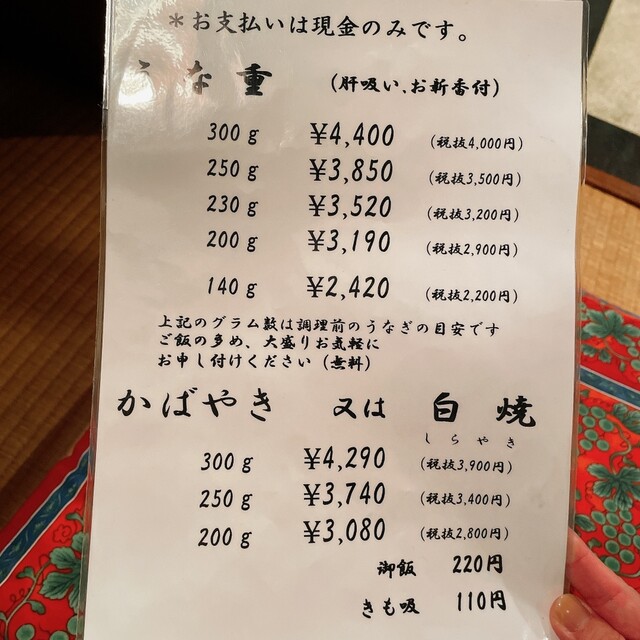 ＊お支払いは現金のみです。
うな重 (肝吸い、お新香付)
300g ¥4,400 (税抜4,000円)
250g ¥3,850 (税抜3,500円)
230g ¥3,520 (税抜3,200円)
200g ¥3,190 (税抜2,900円)
140g ¥2,420 (税抜2,200円)
上記のグラム数は調理前のうなぎの目安です
ご飯の多め、大盛りお気軽に
お申し付けください（無料）
かばやき 又は 白焼
しらやき
300g ¥4,290 (税抜3,900円)
250g ¥3,740 (税抜3,400円)
200g ¥3,080 (税抜2,800円)
御飯 220円
きも吸 110円